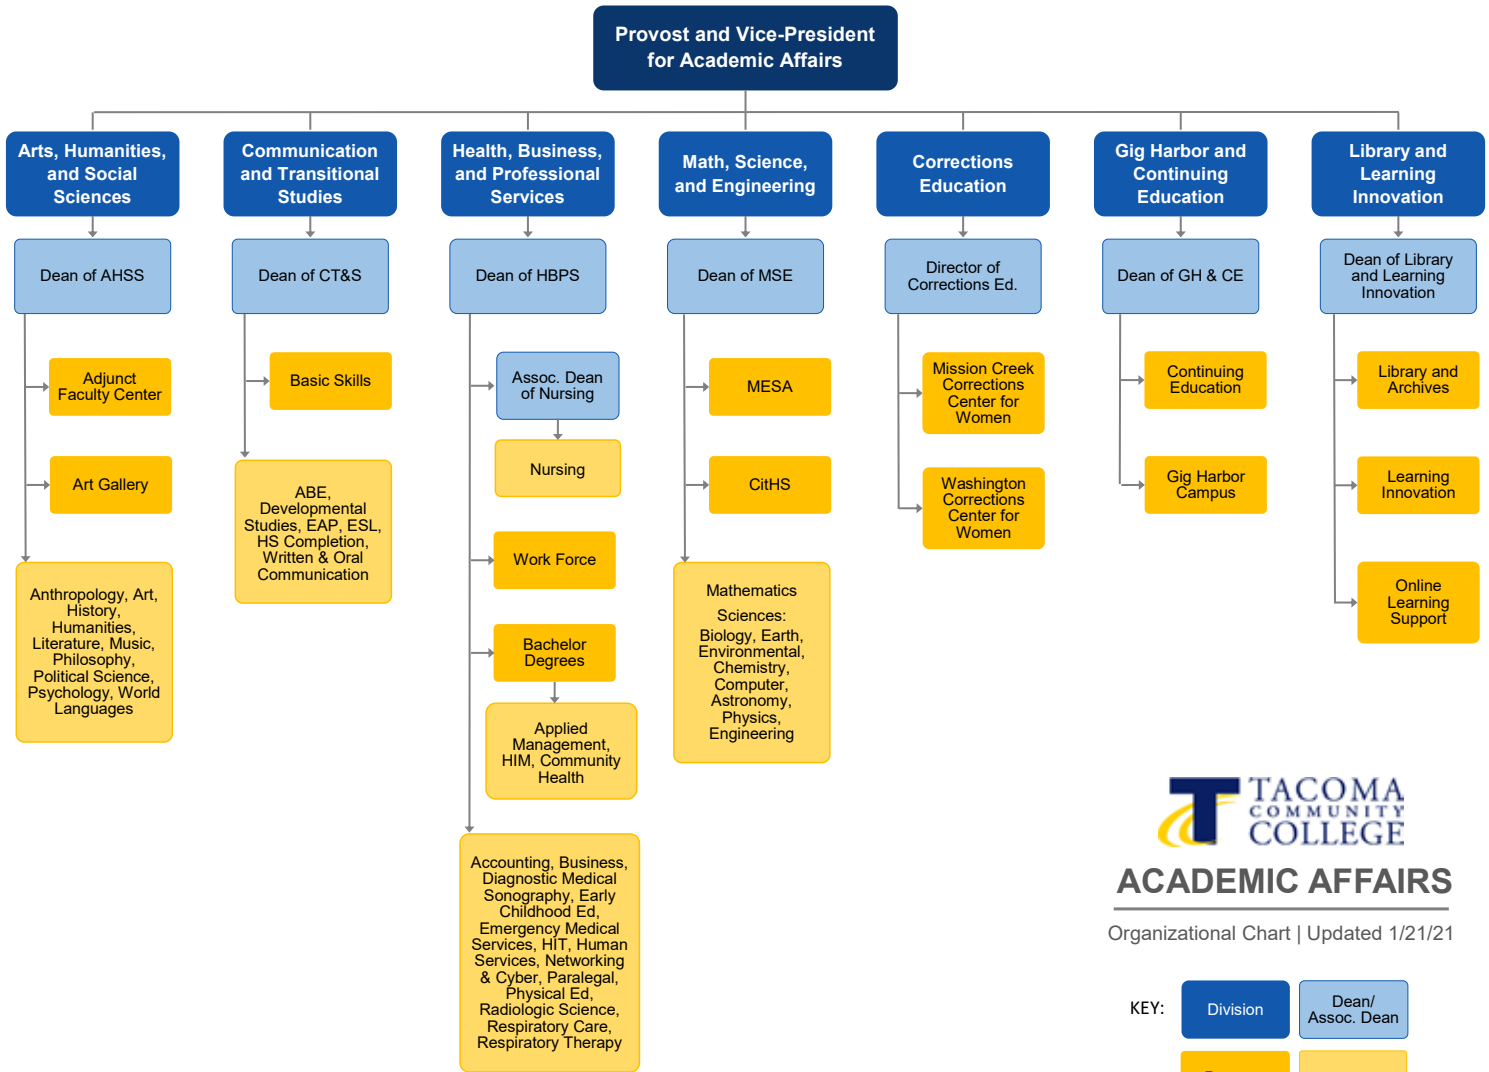 Provost and Vice-President
for Academic Affairs
Arts, Humanities,
and Social
Sciences
Communication
and Transitional
Studies
Health, Business,
and Professional
Services
Math, Science,
and Engineering
Corrections
Education
Gig Harbor and
Continuing
Education
Library and
Learning
Innovation
Dean of AHSS
Dean of CT&S
Dean of HBPS
Dean of MSE
Director of
Corrections Ed.
Dean of GH & CE
Dean of Library
and Learning
Innovation
Adjunct
Faculty Center
Art Gallery
Anthropology, Art,
History,
Humanities,
Literature, Music,
Philosophy,
Political Science,
Psychology, World
Languages
Basic Skills
ABE,
Developmental
Studies, EAP, ESL,
HS Completion,
Written & Oral
Communication
Assoc. Dean
of Nursing
Nursing
Work Force
Bachelor
Degrees
Applied
Management,
HIM, Community
Health
Accounting, Business,
Diagnostic Medical
Sonography, Early
Childhood Ed,
Emergency Medical
Services, HIT, Human
Services, Networking
& Cyber, Paralegal,
Physical Ed,
Radiologic Science,
Respiratory Care,
Respiratory Therapy
MESA
CitHS
Mathematics
Sciences:
Biology, Earth,
Environmental,
Chemistry,
Computer,
Astronomy,
Physics,
Engineering
Mission Creek
Corrections
Center for
Women
Washington
Corrections
Center for
Women
Continuing
Education
Gig Harbor
Campus
Library and
Archives
Learning
Innovation
Online
Learning
Support
TACOMA
COMMUNITY
COLLEGE
ACADEMIC AFFAIRS
Organizational Chart | Updated 1/21/21
KEY:
Division
Dean/
Assoc. Dean